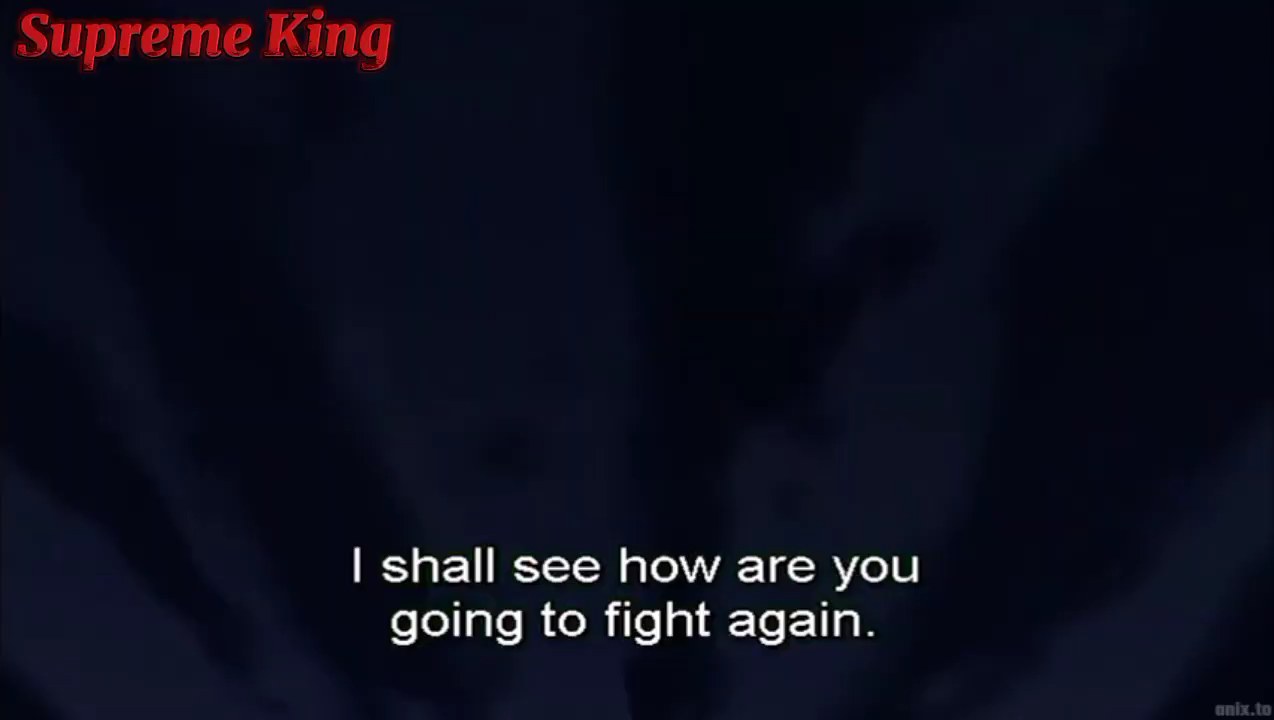 Supreme King
I shall see how are you
going to fight again.
anix.to